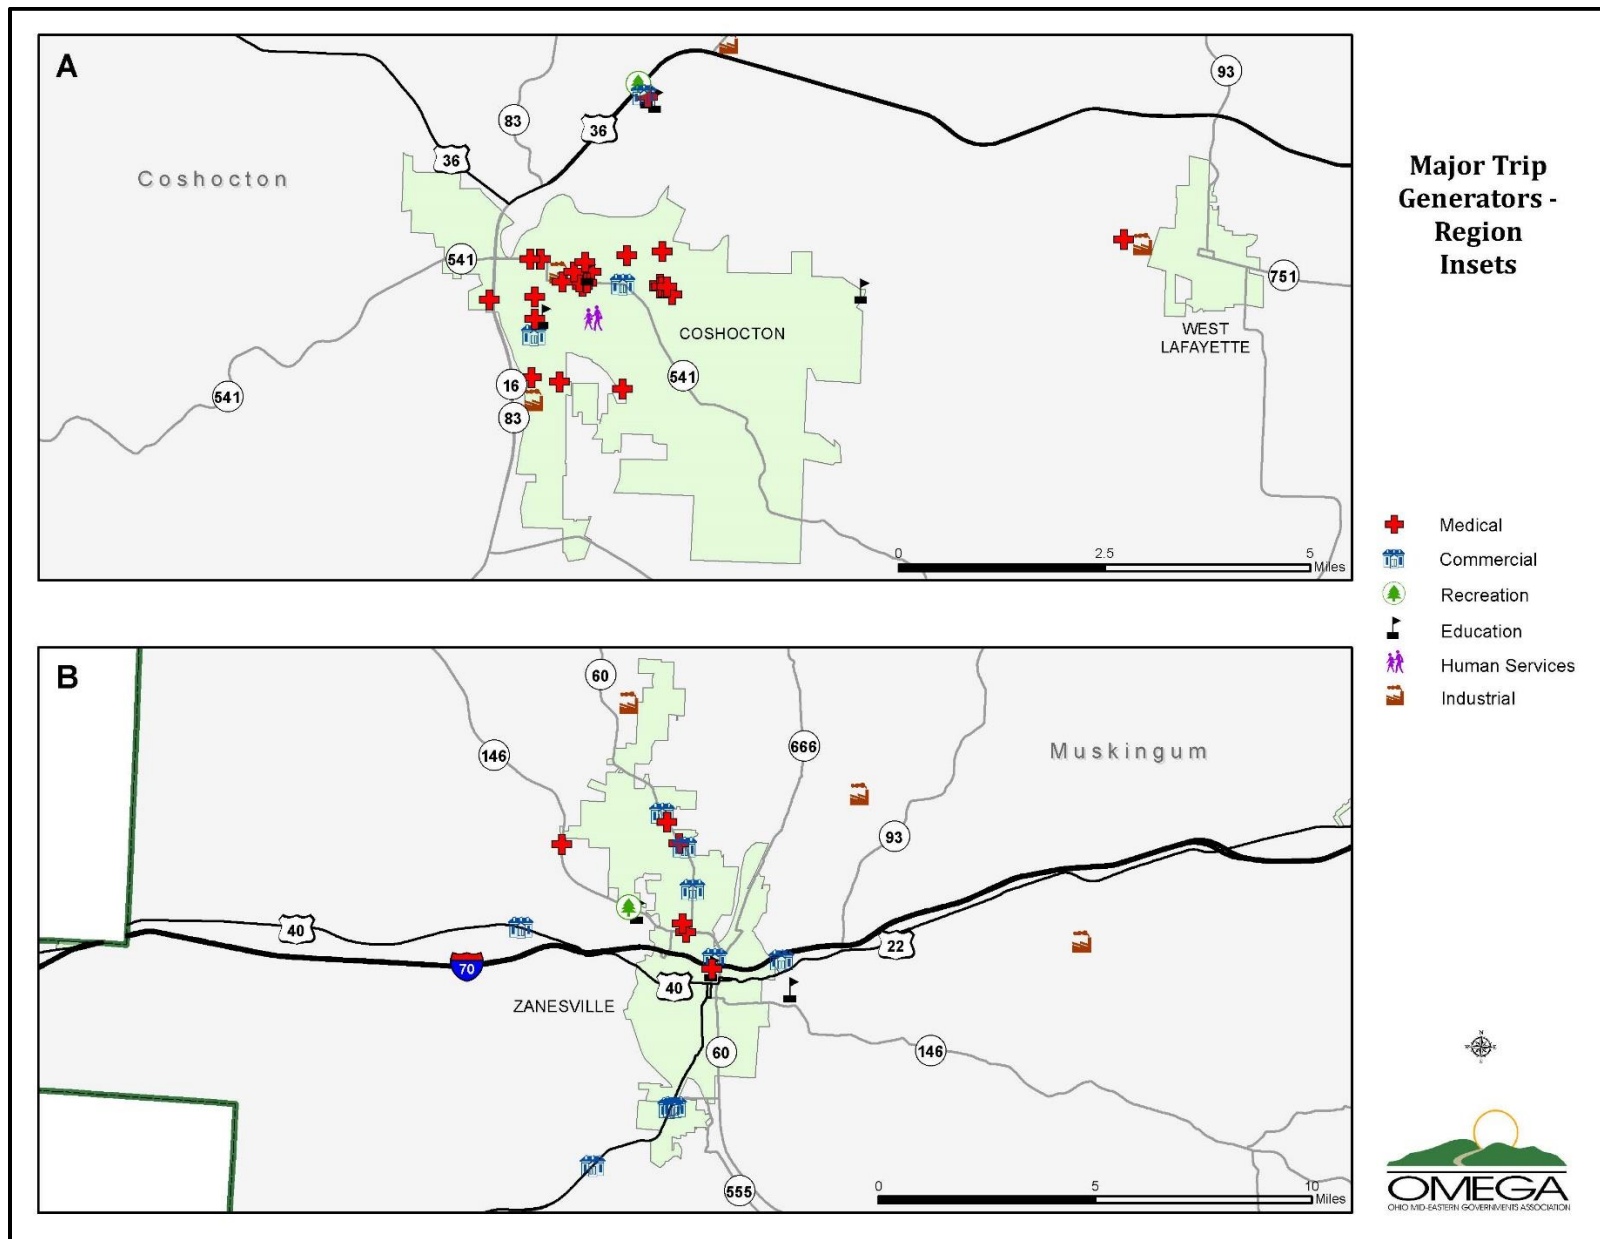 A
93
83
36
36
Coshocton
541
751
COSHOCTON
WEST
LAFAYETTE
541
16
541
83
0
2.5
5
Miles
Major Trip
Generators -
Region
Insets
Medical
Commercial
Recreation
Education
Human Services
Industrial
B
60
146
666
Muskingum
93
40
22
70
40
ZANESVILLE
60
146
555
0
5
10
Miles
N
OMEGA
OHIO MID-EASTERN GOVERNMENTS ASSOCIATION